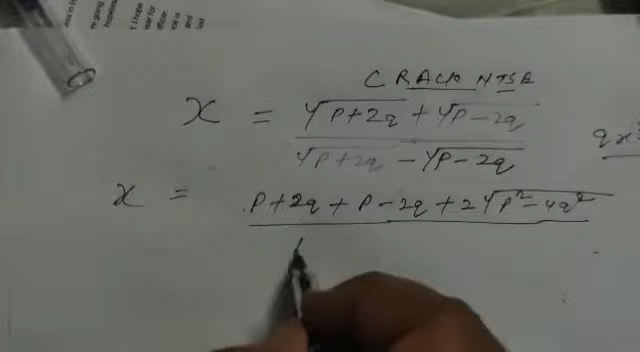 CRACK NTSE
x = √p+2q + √p-2q
√p+2q - √p-2q
x = p+2q + p-2q + 2√p²-4q²